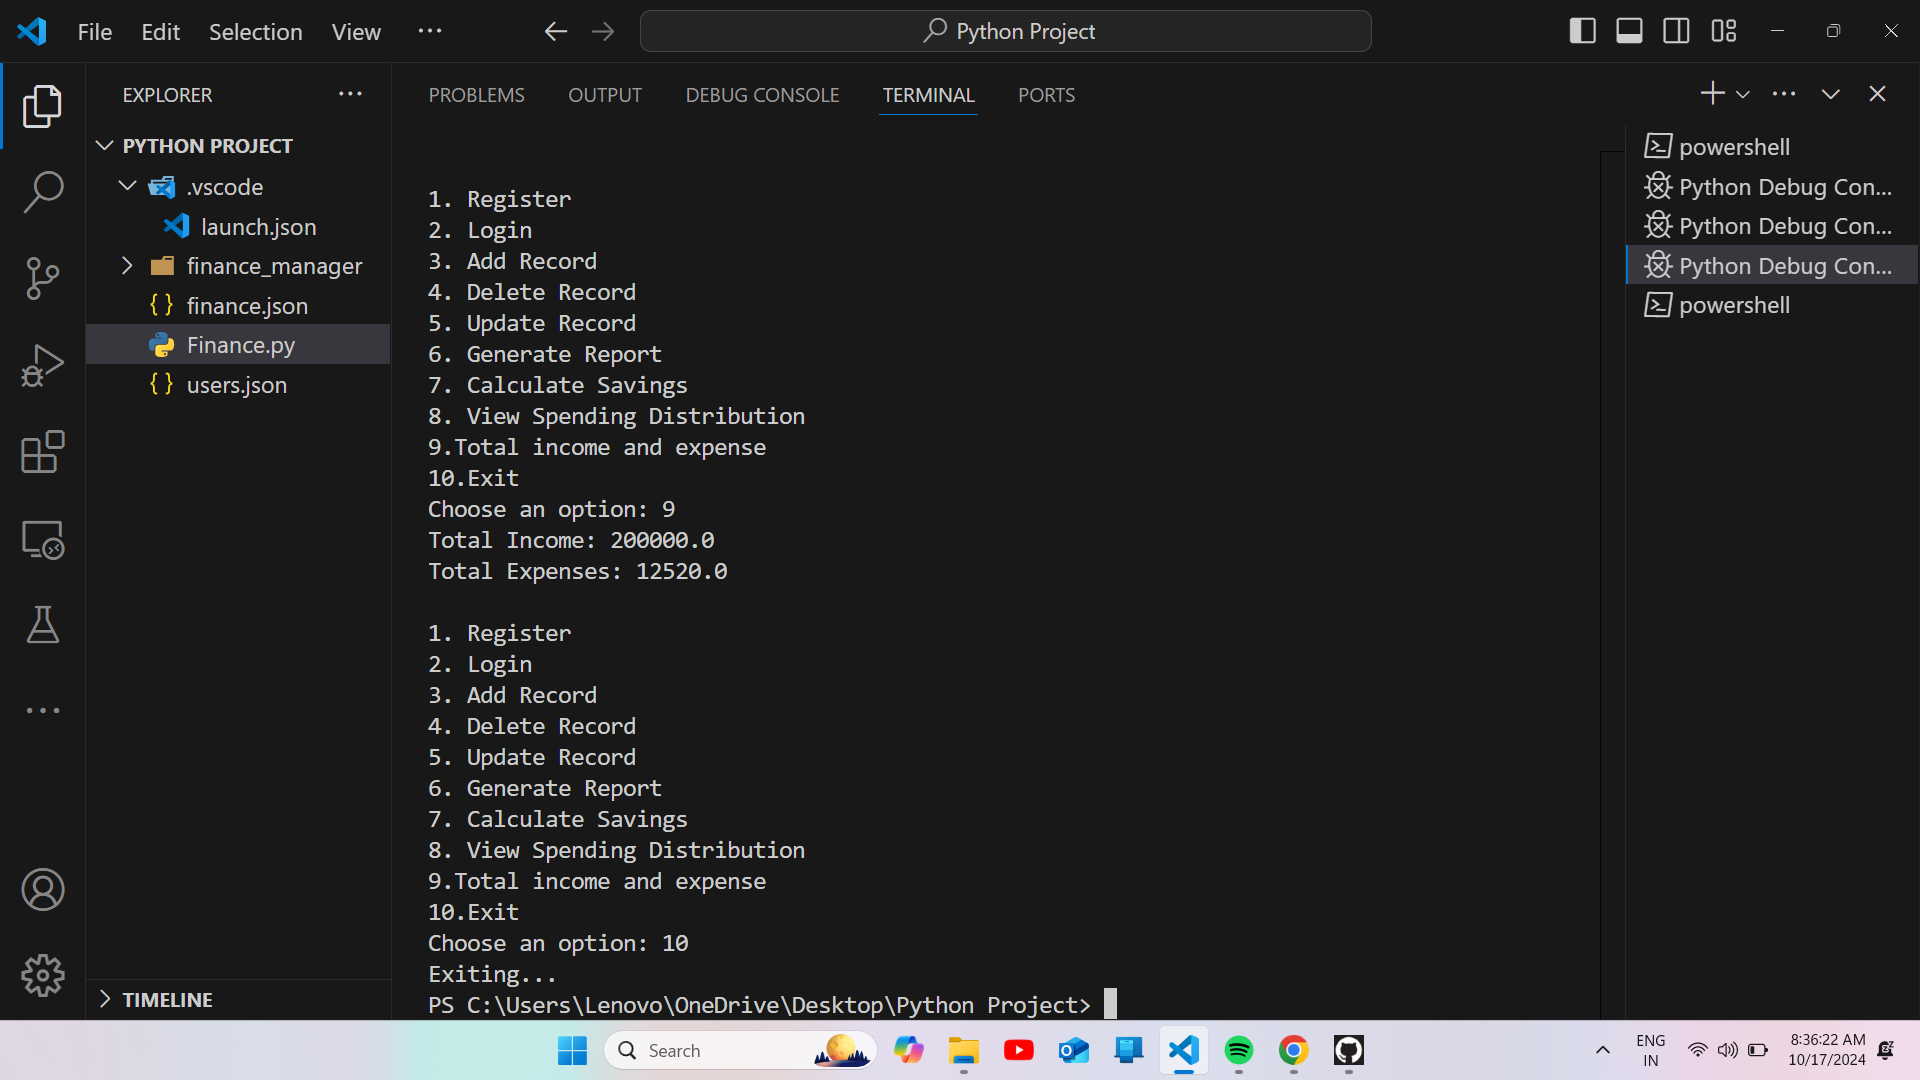 File Edit Selection View ...
Python Project
EXPLORER ...
PYTHON PROJECT
.vscode
launch.json
finance_manager
{ } finance.json
Finance.py
{ } users.json
TIMELINE
PROBLEMS OUTPUT DEBUG CONSOLE TERMINAL PORTS
1. Register
2. Login
3. Add Record
4. Delete Record
5. Update Record
6. Generate Report
7. Calculate Savings
8. View Spending Distribution
9.Total income and expense
10.Exit
Choose an option: 9
Total Income: 200000.0
Total Expenses: 12520.0
1. Register
2. Login
3. Add Record
4. Delete Record
5. Update Record
6. Generate Report
7. Calculate Savings
8. View Spending Distribution
9.Total income and expense
10.Exit
Choose an option: 10
Exiting...
PS C:\Users\Lenovo\OneDrive\Desktop\Python Project>
powershell
Python Debug Con...
Python Debug Con...
Python Debug Con...
powershell
Search
ENG
IN
8:36:22 AM
10/17/2024